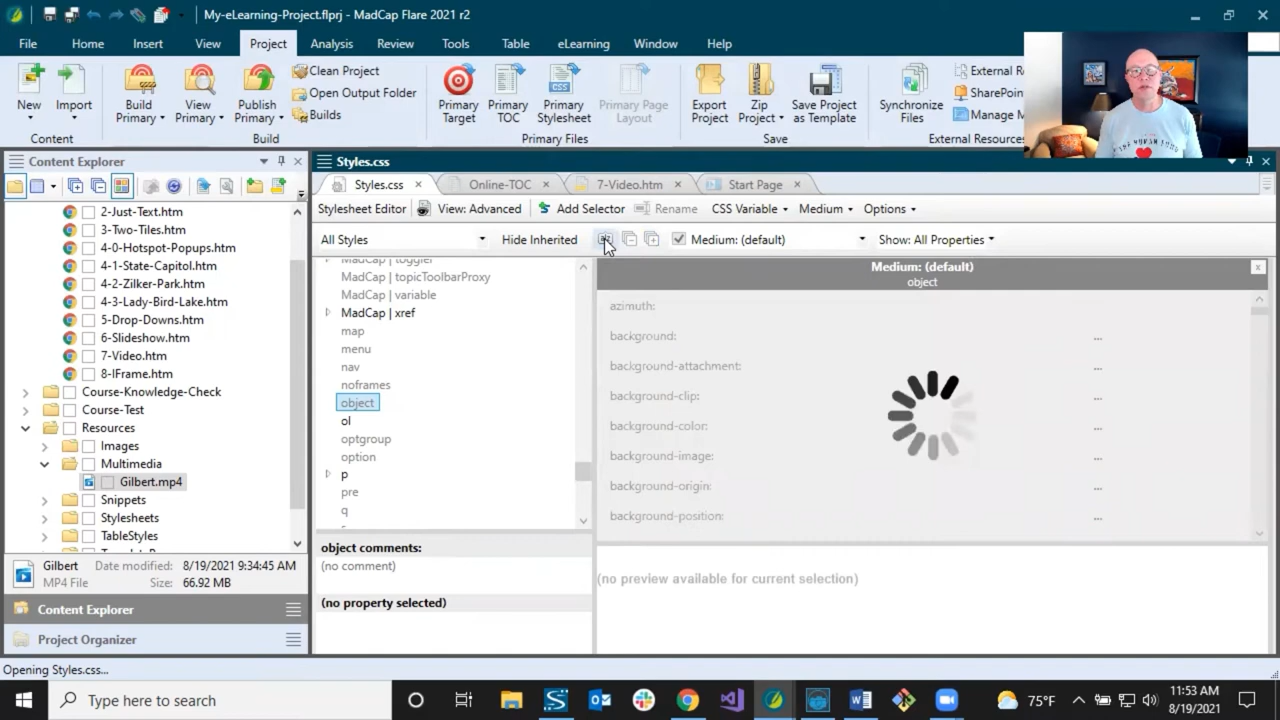 My-eLearning-Project.flprj - MadCap Flare 2021 r2
File Home Insert View Project Analysis Review Tools Table eLearning Window Help
New Import Build Primary View Primary Publish Primary Clean Project Open Output Folder Builds
Primary Target Primary TOC Primary Stylesheet Primary Page Layout
Export Project Zip Project Save Project as Template Synchronize Files External R SharePoin Manage M
Content Build Primary Files Save External Resources
Content Explorer
Styles.css
Styles.css Online-TOC 7-Video.htm Start Page
Stylesheet Editor View: Advanced Add Selector Rename CSS Variable Medium Options
All Styles Hide Inherited Medium: (default) Show: All Properties
2-Just-Text.htm
3-Two-Tiles.htm
4-0-Hotspot-Popups.htm
4-1-State-Capitol.htm
4-2-Zilker-Park.htm
4-3-Lady-Bird-Lake.htm
5-Drop-Downs.htm
6-Slideshow.htm
7-Video.htm
8-IFrame.htm
Course-Knowledge-Check
Course-Test
Resources
Images
Multimedia
Gilbert.mp4
Snippets
Stylesheets
TableStyles
Gilbert Date modified: 8/19/2021 9:34:45 AM
MP4 File Size: 66.92 MB
Content Explorer
Project Organizer
MadCap | toggler
MadCap | topicToolbarProxy
MadCap | variable
MadCap | xref
map
menu
nav
noframes
object
ol
optgroup
option
p
pre
q
object comments:
(no comment)
(no property selected)
Medium: (default)
object
azimuth:
background:
background-attachment:
background-clip:
background-color:
background-image:
background-origin:
background-position:
(no preview available for current selection)
Opening Styles.css...
Type here to search
75°F
11:53 AM
8/19/2021